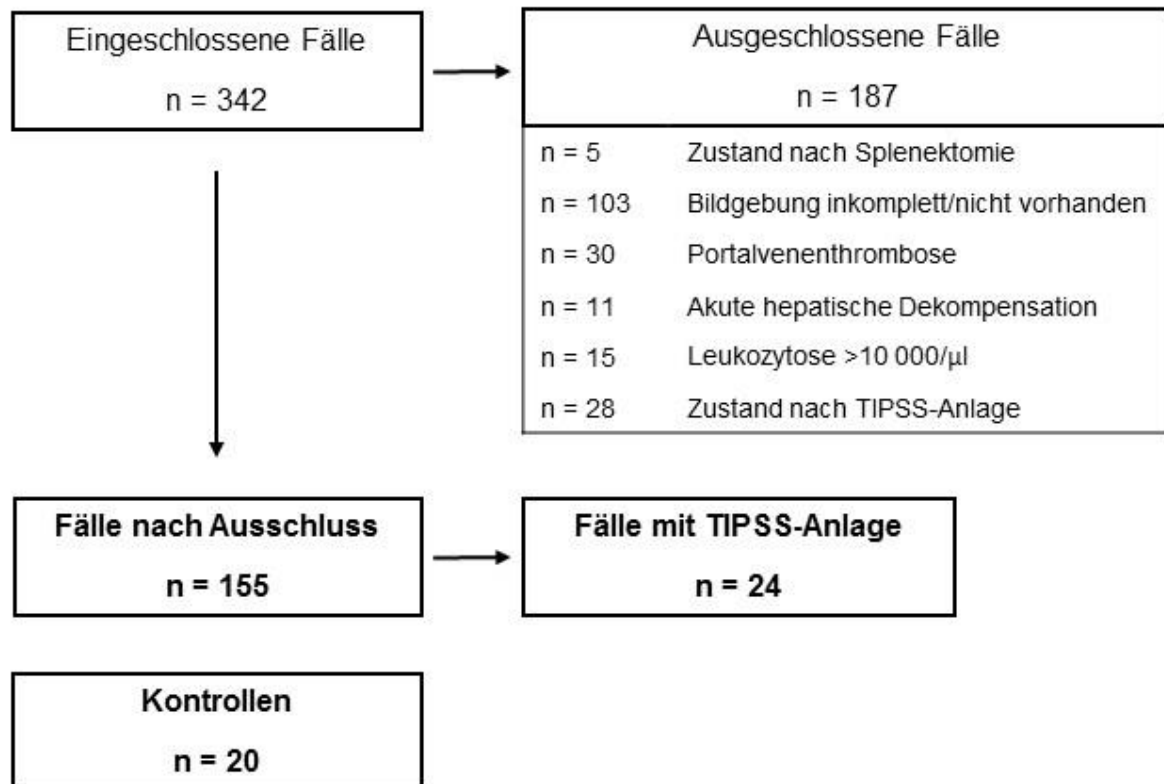 Eingeschlossene Fälle
n = 342
Ausgeschlossene Fälle
n = 187
n = 5 Zustand nach Splenektomie
n = 103 Bildgebung inkomplett/nicht vorhanden
n = 30 Portalvenenthrombose
n = 11 Akute hepatische Dekompensation
n = 15 Leukozytose >10 000/µl
n = 28 Zustand nach TIPSS-Anlage
Fälle nach Ausschluss
n = 155
Fälle mit TIPSS-Anlage
n = 24
Kontrollen
n = 20